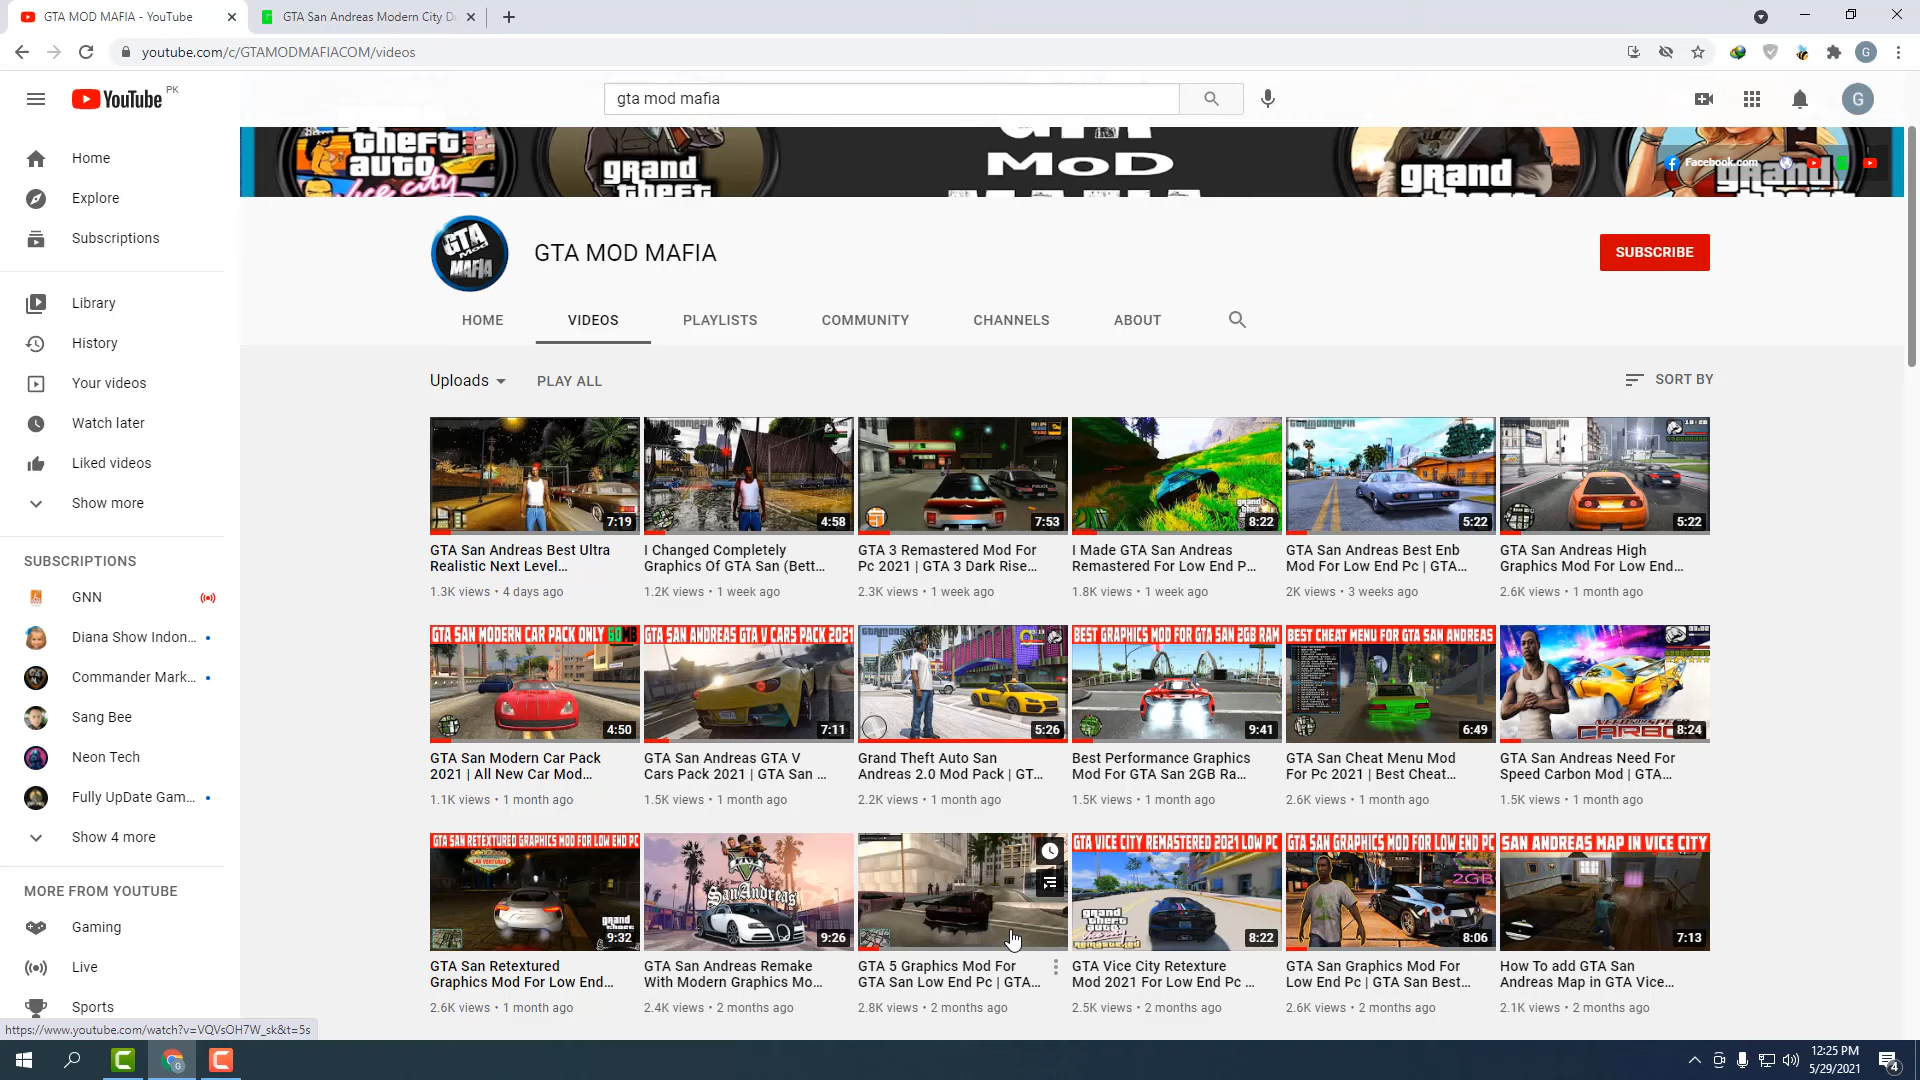 GTA MOD MAFIA - YouTube
GTA San Andreas Modern City D
youtube.com/c/GTAMODMAFIACOM/videos
G
YouTube PK
gta mod mafia
G
theft
auto
vice city
grand
theft
MoD
grand
Facebook.com
grand
Home
Explore
Subscriptions
Library
History
Your videos
Watch later
Liked videos
Show more
SUBSCRIPTIONS
GNN
Diana Show Indon...
Commander Mark...
Sang Bee
Neon Tech
Fully UpDate Gam...
Show 4 more
MORE FROM YOUTUBE
Gaming
Live
Sports
GTA
MOD
MAFIA
GTA MOD MAFIA
SUBSCRIBE
HOME
VIDEOS
PLAYLISTS
COMMUNITY
CHANNELS
ABOUT
Uploads
PLAY ALL
SORT BY
7:19
4:58
7:53
8:22
5:22
5:22
GTA San Andreas Best Ultra
Realistic Next Level...
1.3K views • 4 days ago
I Changed Completely
Graphics Of GTA San (Bett...
1.2K views • 1 week ago
GTA 3 Remastered Mod For
Pc 2021 | GTA 3 Dark Rise...
2.3K views • 1 week ago
I Made GTA San Andreas
Remastered For Low End P...
1.8K views • 1 week ago
GTA San Andreas Best Enb
Mod For Low End Pc | GTA...
2K views • 3 weeks ago
GTA San Andreas High
Graphics Mod For Low End...
2.6K views • 1 month ago
GTA SAN MODERN CAR PACK ONLY 80MB
4:50
GTA SAN ANDREAS GTA V CARS PACK 2021
7:11
5:26
BEST GRAPHICS MOD FOR GTA SAN 2GB RAM
9:41
BEST CHEAT MENU FOR GTA SAN ANDREAS
6:49
NEED FOR SPEED
CARBON
8:24
GTA San Modern Car Pack
2021 | All New Car Mod...
1.1K views • 1 month ago
GTA San Andreas GTA V
Cars Pack 2021 | GTA San ...
1.5K views • 1 month ago
Grand Theft Auto San
Andreas 2.0 Mod Pack | GT...
2.2K views • 1 month ago
Best Performance Graphics
Mod For GTA San 2GB Ra...
1.5K views • 1 month ago
GTA San Cheat Menu Mod
For Pc 2021 | Best Cheat...
2.6K views • 1 month ago
GTA San Andreas Need For
Speed Carbon Mod | GTA...
1.5K views • 1 month ago
GTA SAN RETEXTURED GRAPHICS MOD FOR LOW END PC
9:32
V
San Andreas
9:26
GTA VICE CITY REMASTERED 2021 LOW PC
8:22
GTA SAN GRAPHICS MOD FOR LOW END PC
2GB
8:06
SAN ANDREAS MAP IN VICE CITY
7:13
GTA San Retextured
Graphics Mod For Low End...
2.6K views • 1 month ago
GTA San Andreas Remake
With Modern Graphics Mo...
2.4K views • 2 months ago
GTA 5 Graphics Mod For
GTA San Low End Pc | GTA...
2.8K views • 2 months ago
GTA Vice City Retexture
Mod 2021 For Low End Pc ...
2.5K views • 2 months ago
GTA San Graphics Mod For
Low End Pc | GTA San Best...
2.6K views • 2 months ago
How To add GTA San
Andreas Map in GTA Vice...
2.1K views • 2 months ago
https://www.youtube.com/watch?v=VQVsOH7W_sk&t=5s
12:25 PM
5/29/2021
4